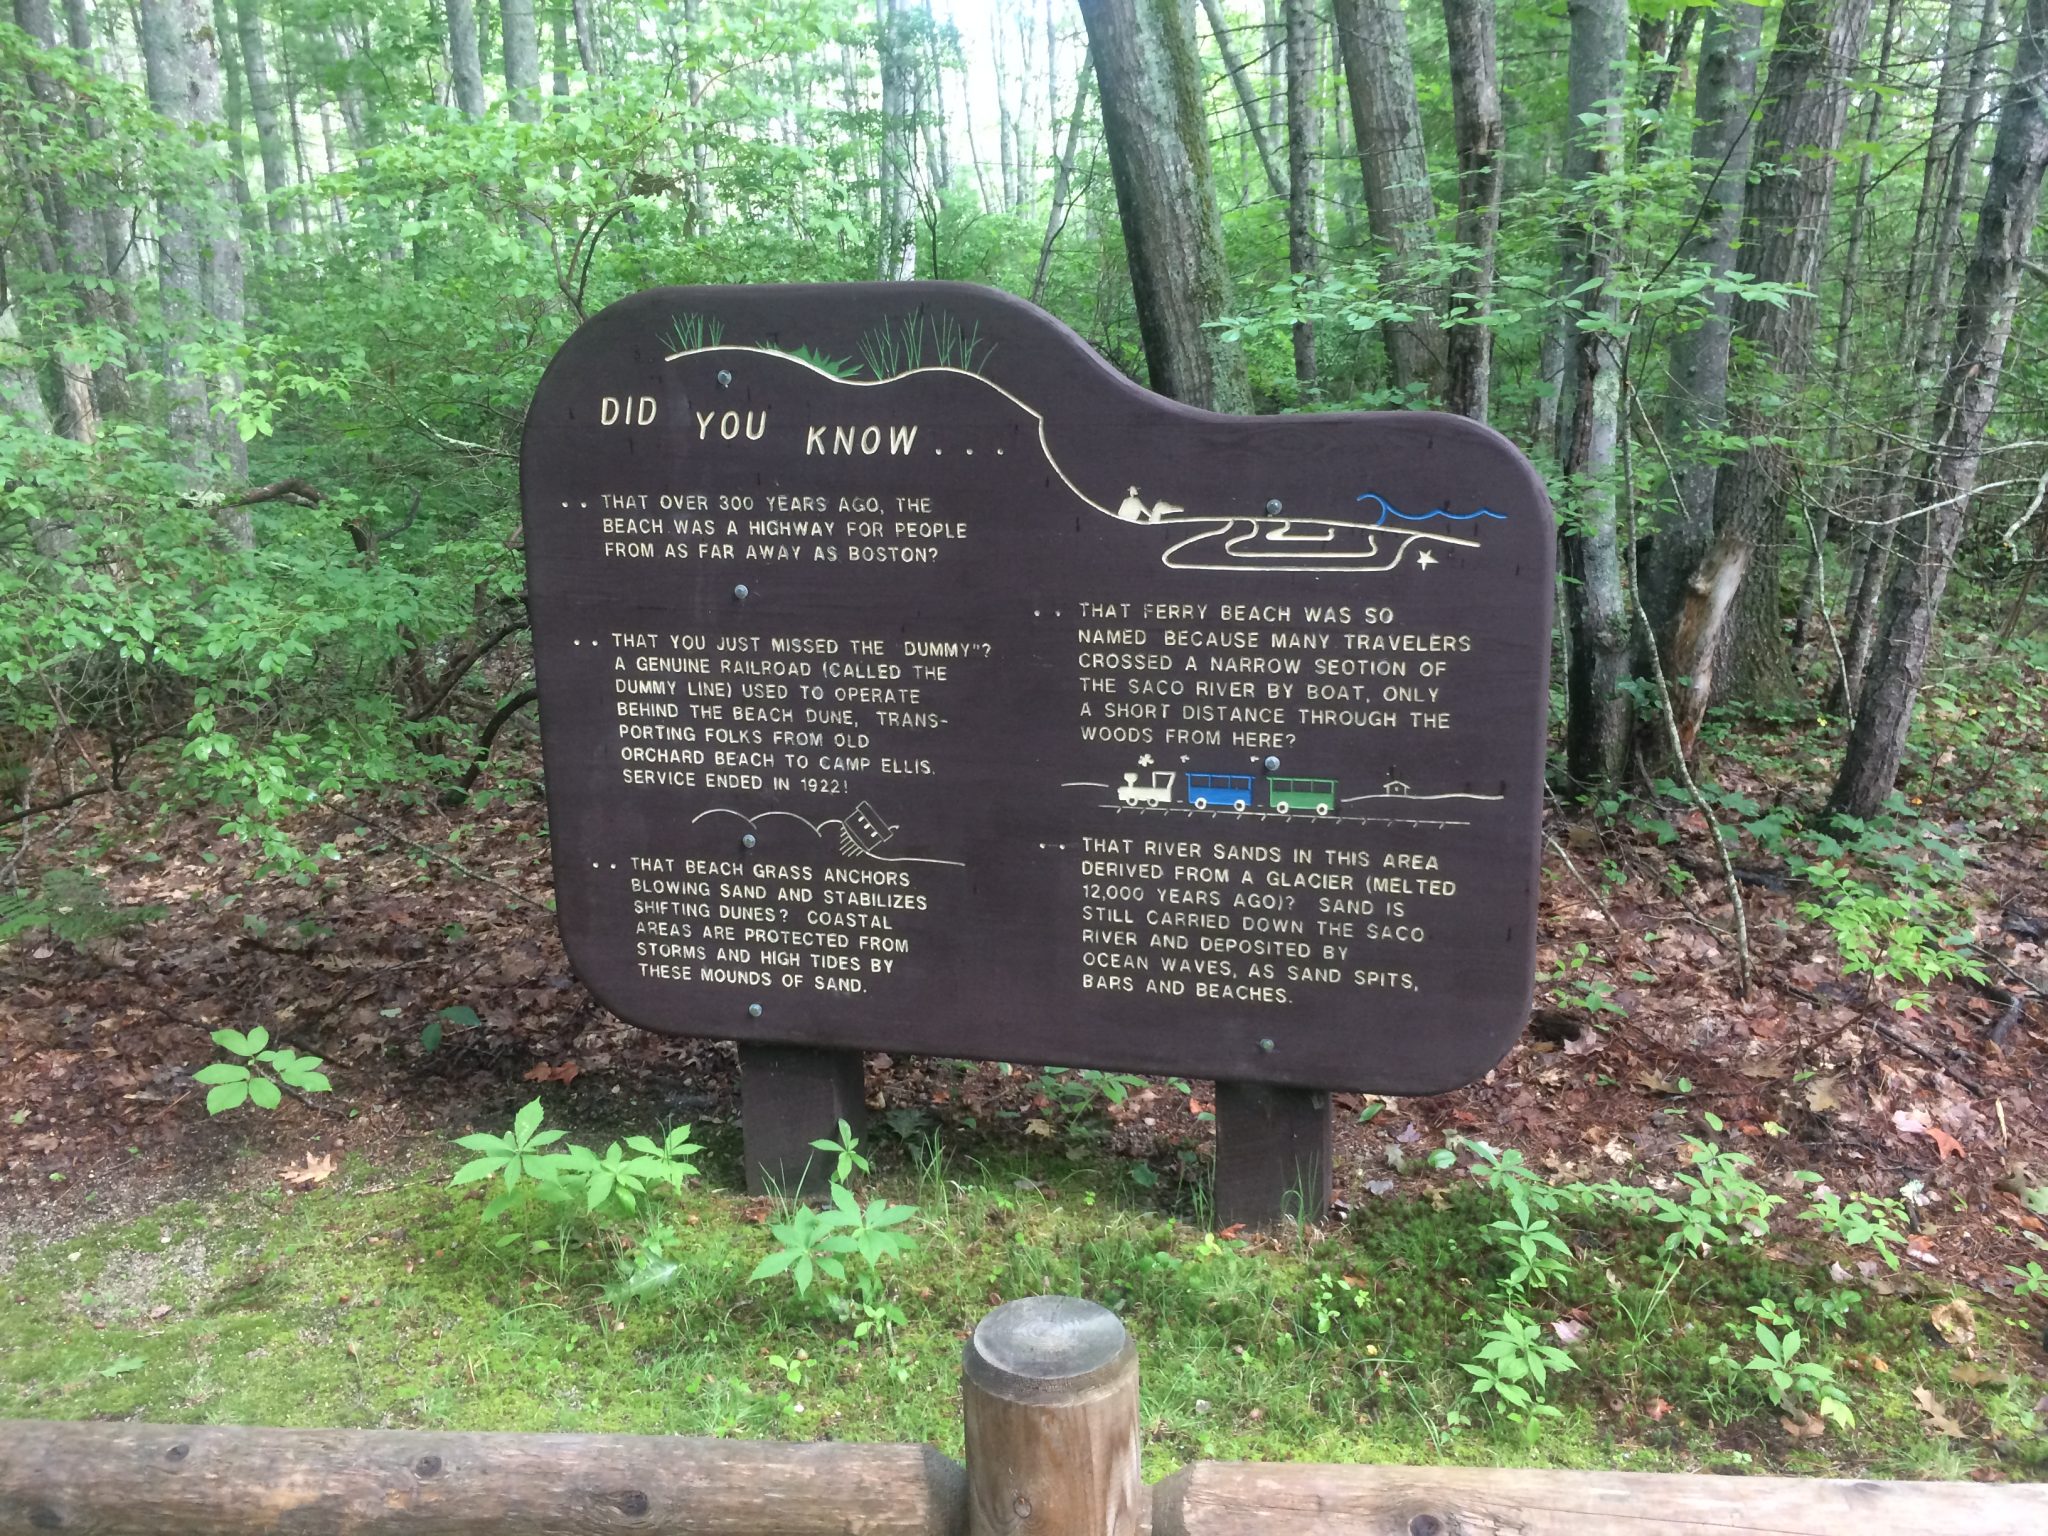 DID YOU KNOW . . .
. . THAT OVER 300 YEARS AGO, THE
BEACH WAS A HIGHWAY FOR PEOPLE
FROM AS FAR AWAY AS BOSTON?
. . THAT YOU JUST MISSED THE DUMMY"?
A GENUINE RAILROAD (CALLED THE
DUMMY LINE) USED TO OPERATE
BEHIND THE BEACH DUNE, TRANS-
PORTING FOLKS FROM OLD
ORCHARD BEACH TO CAMP ELLIS.
SERVICE ENDED IN 1922!
. . THAT BEACH GRASS ANCHORS
BLOWING SAND AND STABILIZES
SHIFTING DUNES? COASTAL
AREAS ARE PROTECTED FROM
STORMS AND HIGH TIDES BY
THESE MOUNDS OF SAND.
. . THAT FERRY BEACH WAS SO
NAMED BECAUSE MANY TRAVELERS
CROSSED A NARROW SECTION OF
THE SACO RIVER BY BOAT, ONLY
A SHORT DISTANCE THROUGH THE
WOODS FROM HERE?
. . THAT RIVER SANDS IN THIS AREA
DERIVED FROM A GLACIER (MELTED
12,000 YEARS AGO)? SAND IS
STILL CARRIED DOWN THE SACO
RIVER AND DEPOSITED BY
OCEAN WAVES, AS SAND SPITS,
BARS AND BEACHES.